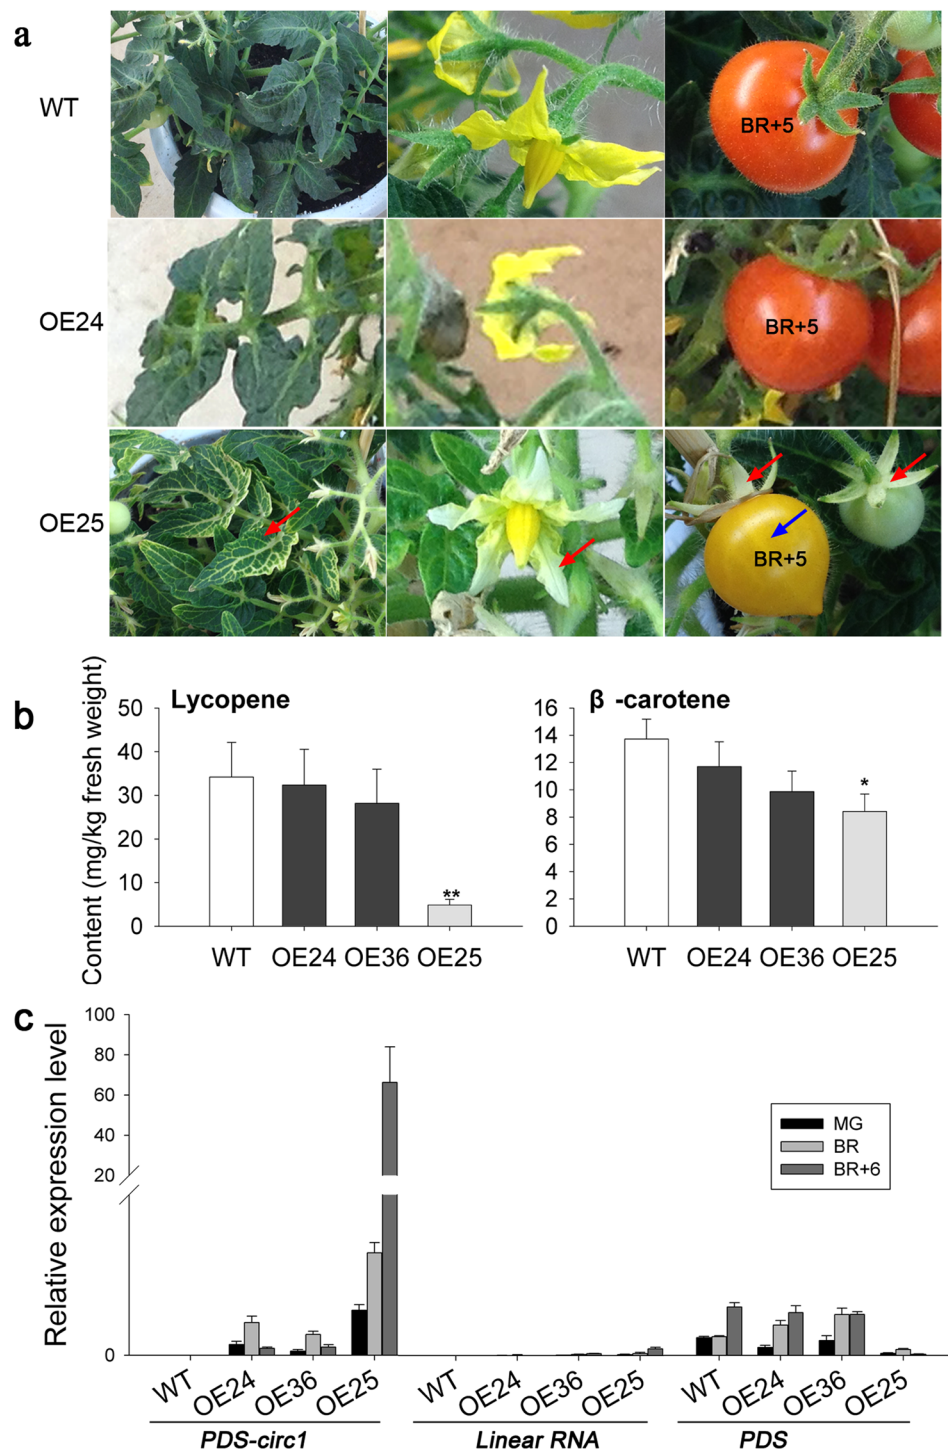 a
WT
BR+5
OE24
BR+5
OE25
BR+5
b
Content (mg/kg fresh weight)
Lycopene
50
40
30
20
10
0
**
WT OE24 OE36 OE25
β -carotene
16
14
12
10
8
6
4
2
0
*
WT OE24 OE36 OE25
c
Relative expression level
100
80
60
40
20
0
MG
BR
BR+6
WT OE24 OE36 OE25 WT OE24 OE36 OE25 WT OE24 OE36 OE25
PDS-circ1 Linear RNA PDS